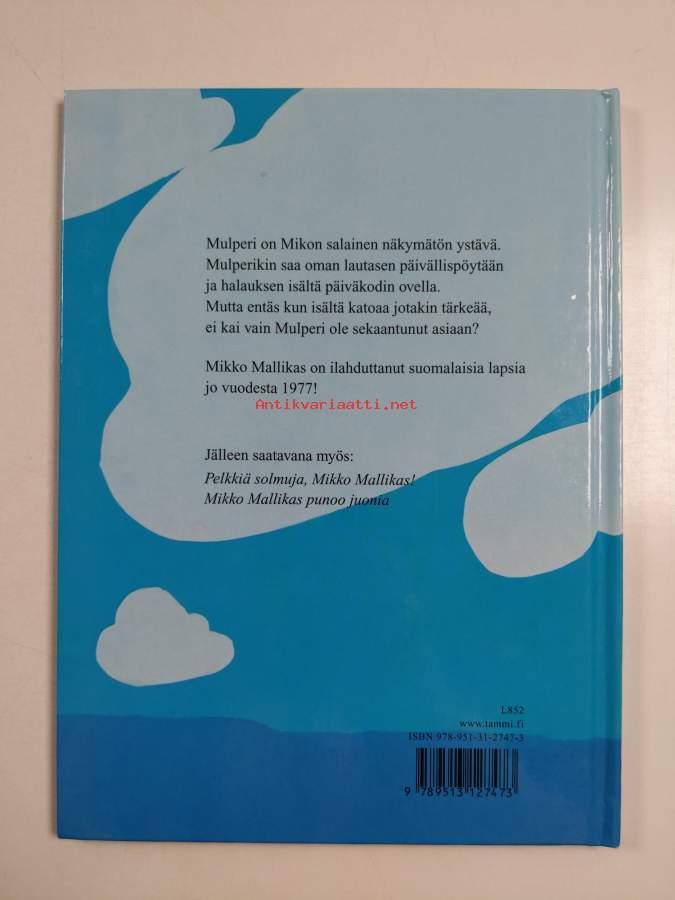 Mulperi on Mikon salainen näkymätön ystävä.
Mulperikin saa oman lautasen päivällispöytään
ja halauksen isältä päiväkodin ovella.
Mutta entäs kun isältä katoaa jotakin tärkeää,
ei kai vain Mulperi ole sekaantunut asiaan?
Mikko Mallikas on ilahduttanut suomalaisia lapsia
jo vuodesta 1977!
Antikvariaatti.net
Jälleen saatavana myös:
Pelkkiä solmuja, Mikko Mallikas!
Mikko Mallikas punoo juonia
L852
www.tammi.fi
ISBN 978-951-31-2747-3
9 789513 127473